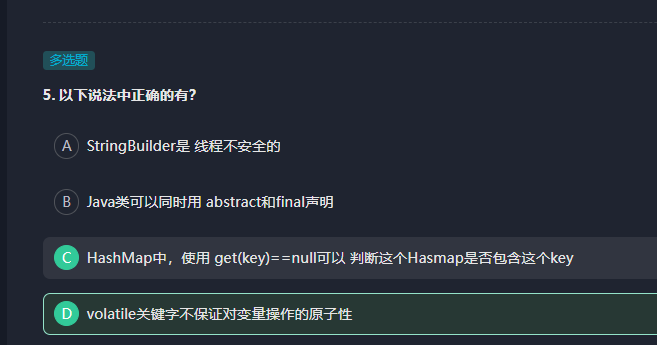 多选题
5. 以下说法中正确的有?
A StringBuilder是 线程不安全的
B Java类可以同时用 abstract和final声明
C HashMap中，使用 get(key)==null可以 判断这个Hasmap是否包含这个key
D volatile关键字不保证对变量操作的原子性